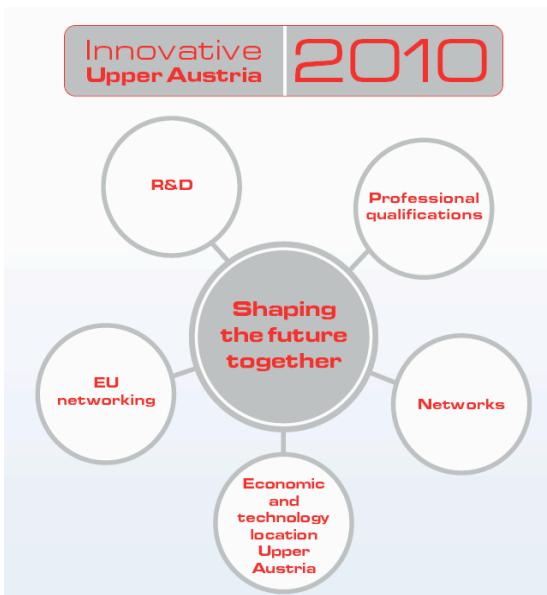 Innovative
Upper Austria
2010
R&D
Professional
qualifications
Shaping
the future
together
EU
networking
Networks
Economic
and
technology
location
Upper
Austria